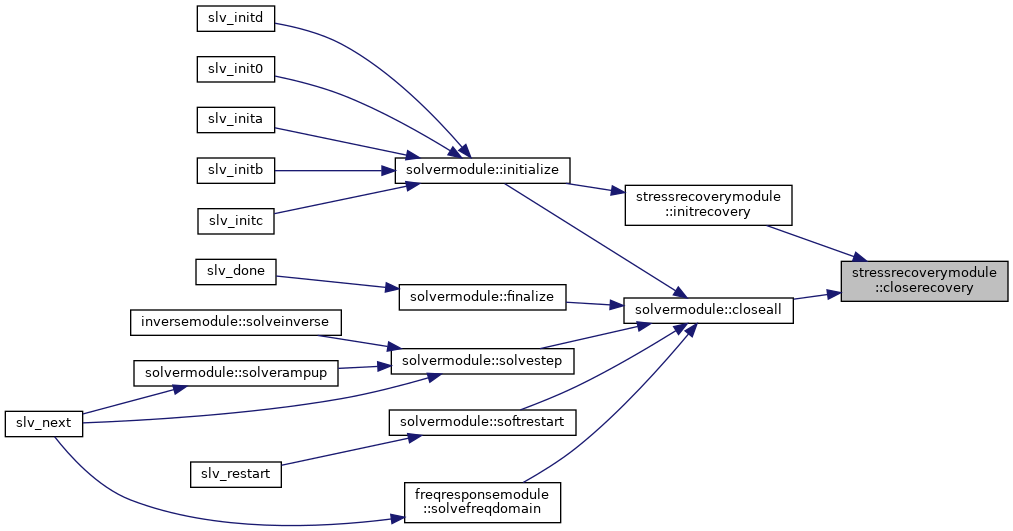 slv_initd
slv_init0
slv_inita
slv_initb
slv_initc
solvermodule::initialize
stressrecoverymodule
::initrecovery
stressrecoverymodule
::closerecovery
slv_done
solvermodule::finalize
solvermodule::closeall
inversemodule::solveinverse
solvermodule::solvestep
solvermodule::solverampup
slv_next
solvermodule::softrestart
slv_restart
freqresponsemodule
::solvefreqdomain